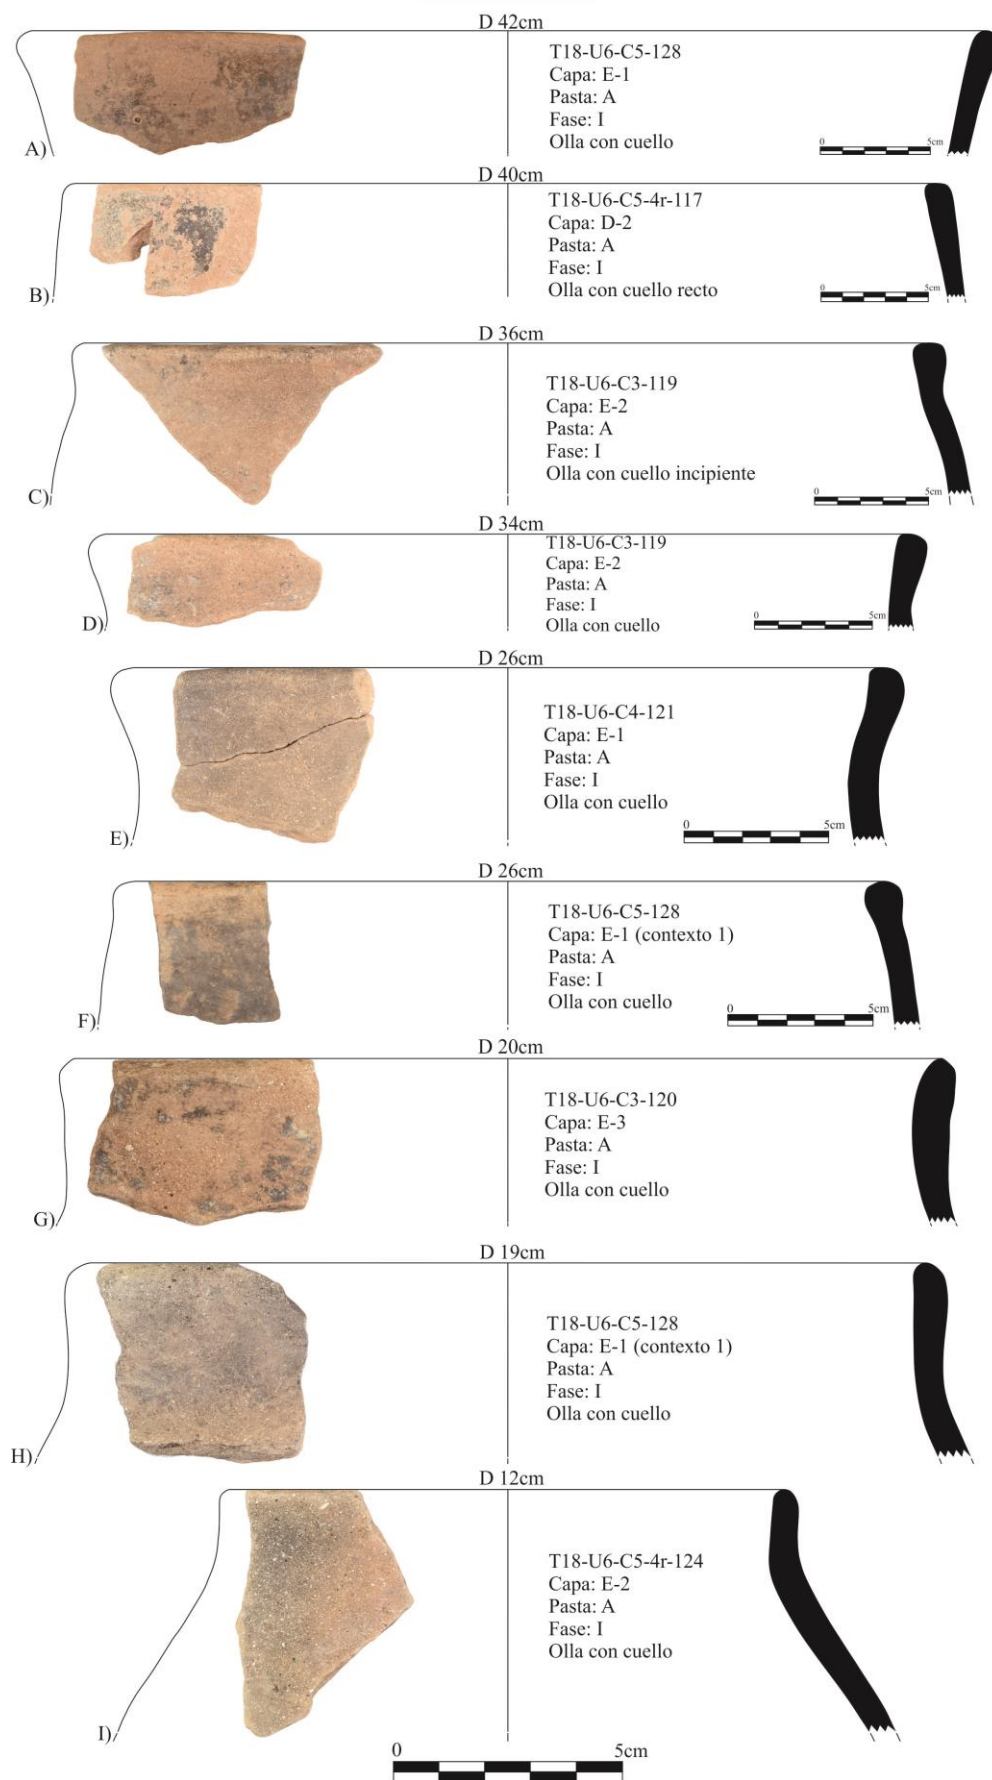 D 42cm
T18-U6-C5-128
Capa: E-1
Pasta: A
Fase: I
Olla con cuello
0 5cm
A)
D 40cm
T18-U6-C5-4r-117
Capa: D-2
Pasta: A
Fase: I
Olla con cuello recto
0 5cm
B)
D 36cm
T18-U6-C3-119
Capa: E-2
Pasta: A
Fase: I
Olla con cuello incipiente
0 5cm
C)
D 34cm
T18-U6-C3-119
Capa: E-2
Pasta: A
Fase: I
Olla con cuello
0 5cm
D)
D 26cm
T18-U6-C4-121
Capa: E-1
Pasta: A
Fase: I
Olla con cuello
0 5cm
E)
D 26cm
T18-U6-C5-128
Capa: E-1 (contexto 1)
Pasta: A
Fase: I
Olla con cuello
0 5cm
F)
D 20cm
T18-U6-C3-120
Capa: E-3
Pasta: A
Fase: I
Olla con cuello
G)
D 19cm
T18-U6-C5-128
Capa: E-1 (contexto 1)
Pasta: A
Fase: I
Olla con cuello
H)
D 12cm
T18-U6-C5-4r-124
Capa: E-2
Pasta: A
Fase: I
Olla con cuello
I)
0 5cm